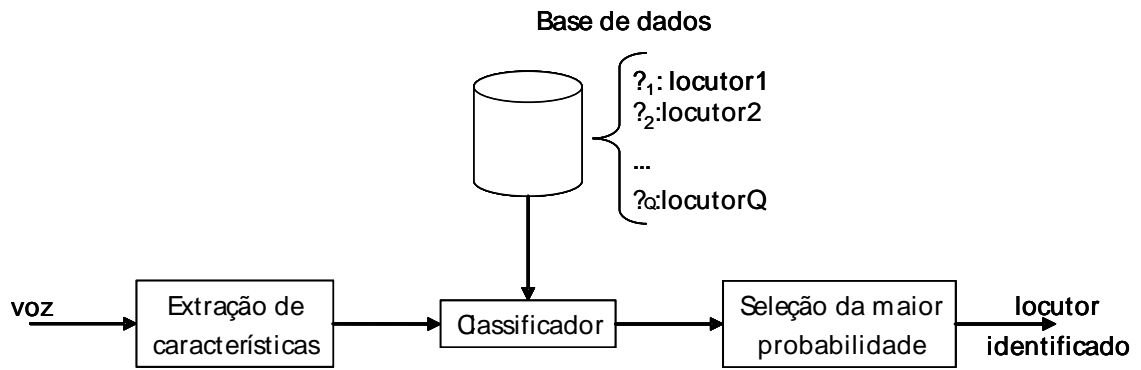 Base de dados
?1: locutor1
?2:locutor2
...
?Q:locutorQ
voz
Extração de
características
Classificador
Seleção da maior
probabilidade
locutor
identificado